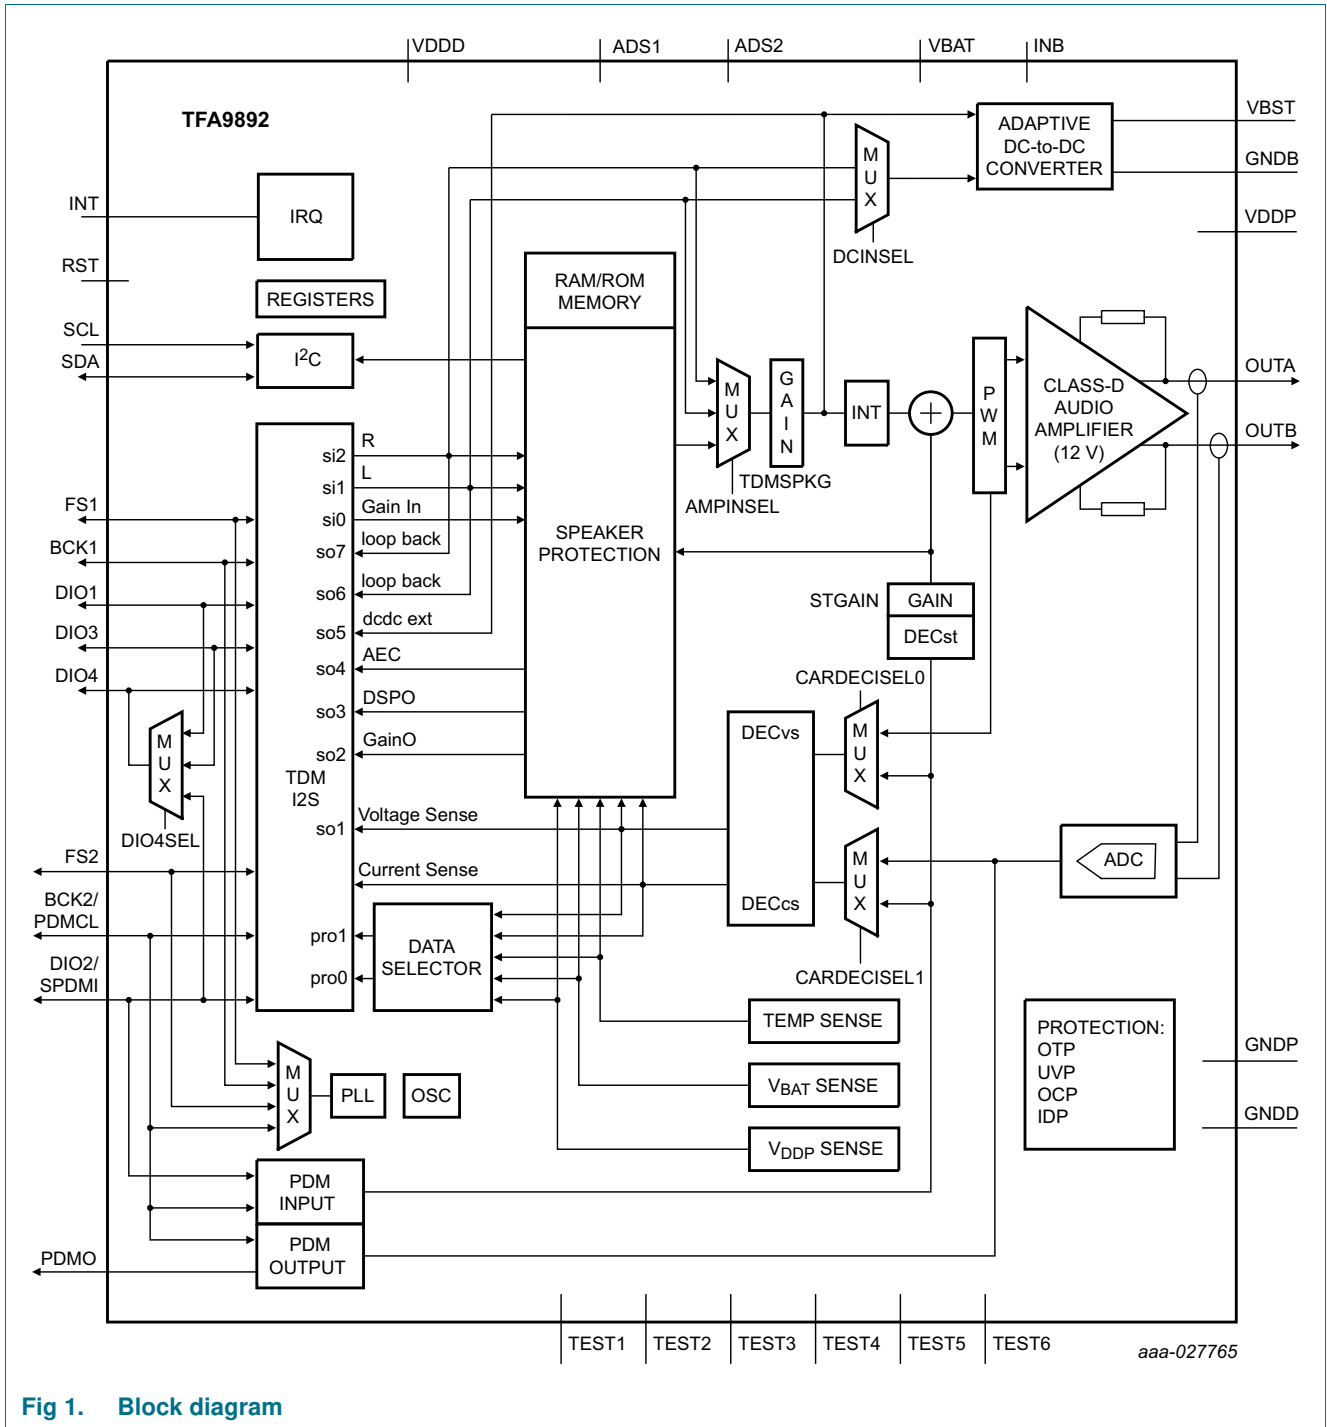 VDDD
ADS1
ADS2
VBAT
INB
TFA9892
VBST
GNDB
VDDP
ADAPTIVE
DC-to-DC
CONVERTER
M
U
X
DCINSEL
INT
IRQ
RST
REGISTERS
SCL
SDA
I2C
RAM/ROM
MEMORY
SPEAKER
PROTECTION
M
U
X
AMPINSEL
G
A
I
N
TDMSPKG
INT
+
P
W
M
CLASS-D
AUDIO
AMPLIFIER
(12 V)
OUTA
OUTB
si2
R
si1
L
si0
Gain In
so7
loop back
so6
loop back
so5
dcdc ext
so4
AEC
so3
DSPO
so2
GainO
TDM
I2S
so1
Voltage Sense
Current Sense
pro1
pro0
FS1
BCK1
DIO1
DIO3
DIO4
M
U
X
DIO4SEL
FS2
BCK2/
PDMCL
DIO2/
SPDMI
STGAIN
GAIN
DECst
CARDECISEL0
M
U
X
DECvs
DECcs
M
U
X
CARDECISEL1
ADC
DATA
SELECTOR
TEMP SENSE
VBAT SENSE
VDDP SENSE
PROTECTION:
OTP
UVP
OCP
IDP
GNDP
GNDD
M
U
X
PLL
OSC
PDM
INPUT
PDM
OUTPUT
PDMO
TEST1
TEST2
TEST3
TEST4
TEST5
TEST6
aaa-027765
Fig 1. Block diagram